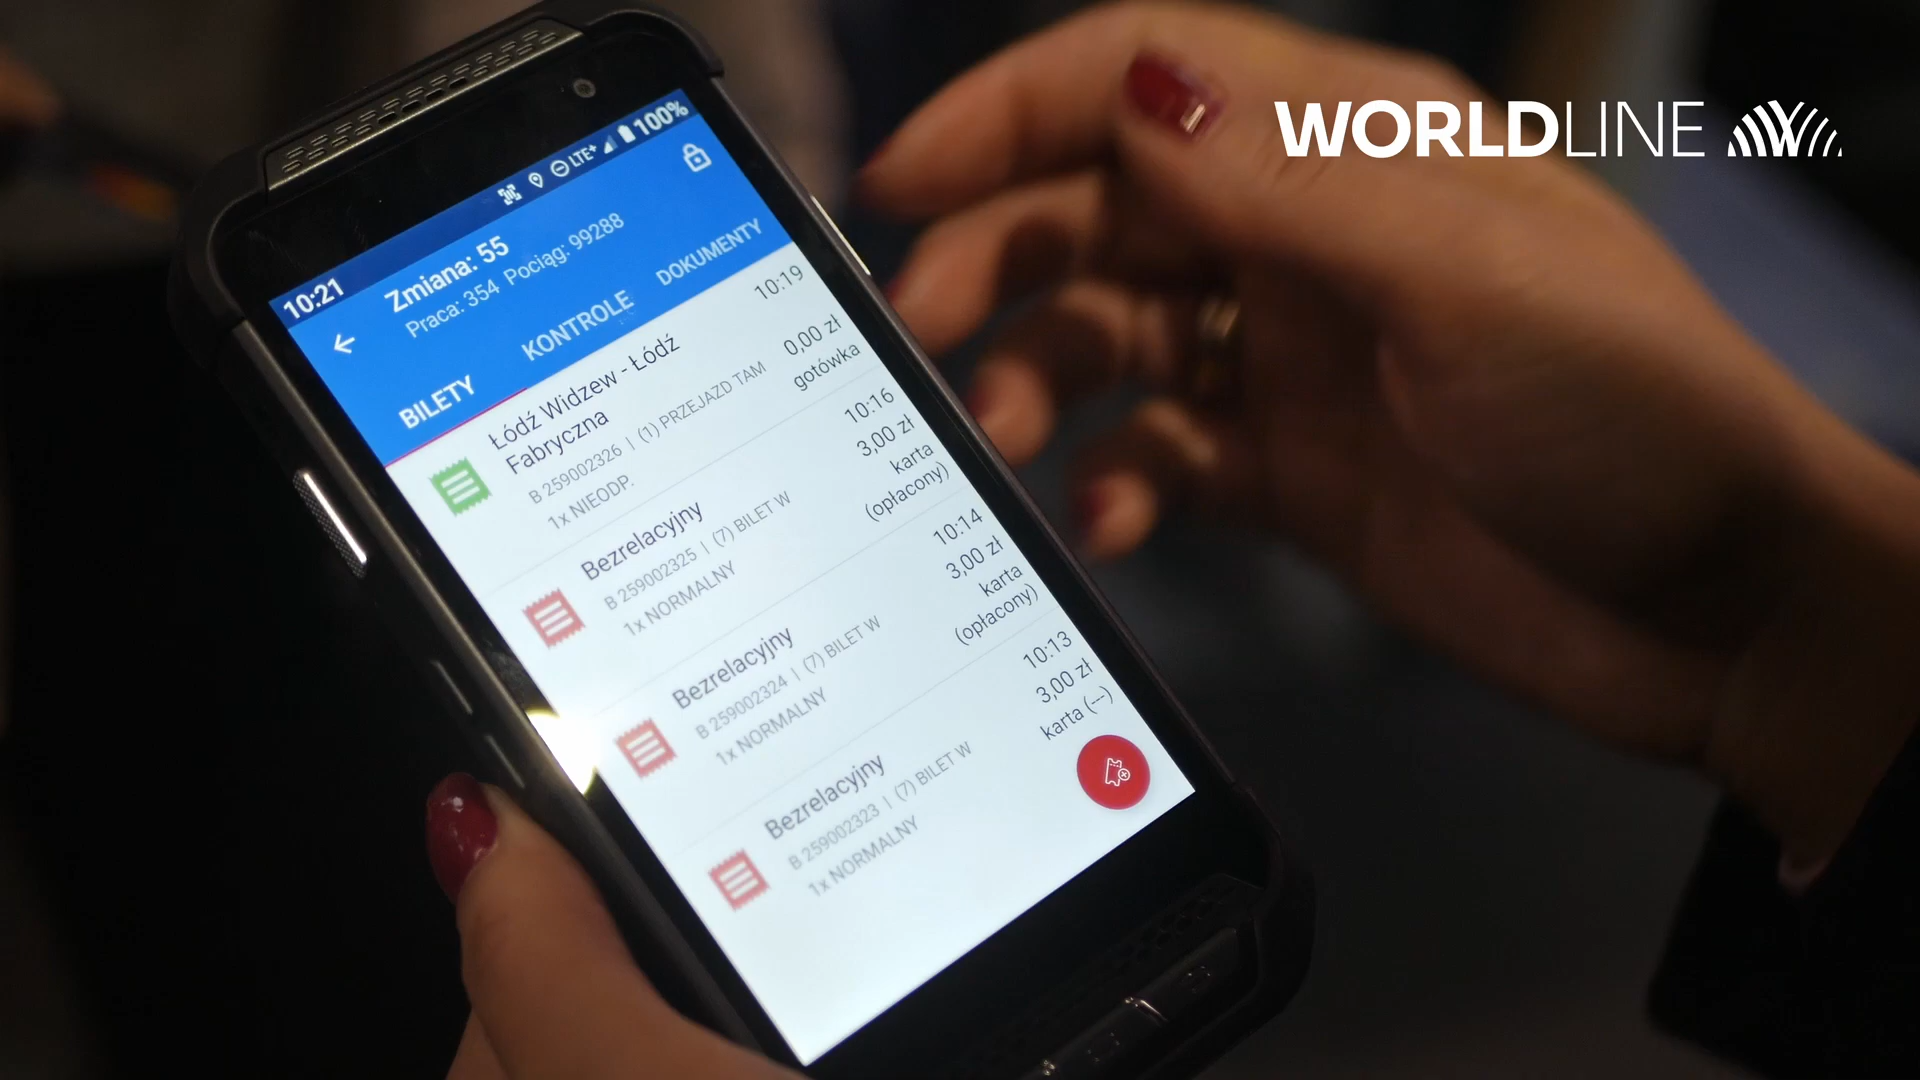 WORLDLINE
10:21 LTE+ 100%
Zmiana: 55
Praca: 354 Pociąg: 99288
BILETY KONTROLE DOKUMENTY
Łódź Widzew - Łódź 10:19
Fabryczna 0,00 zł
B 259002326 | (1) PRZEJAZD TAM gotówka
1x NIEODP.
Bezrelacyjny 10:16
B 259002325 | (7) BILET W 3,00 zł
1x NORMALNY karta
(opłacony)
Bezrelacyjny 10:14
B 259002324 | (7) BILET W 3,00 zł
1x NORMALNY karta
(opłacony)
Bezrelacyjny 10:13
B 259002323 | (7) BILET W 3,00 zł
1x NORMALNY karta (--)